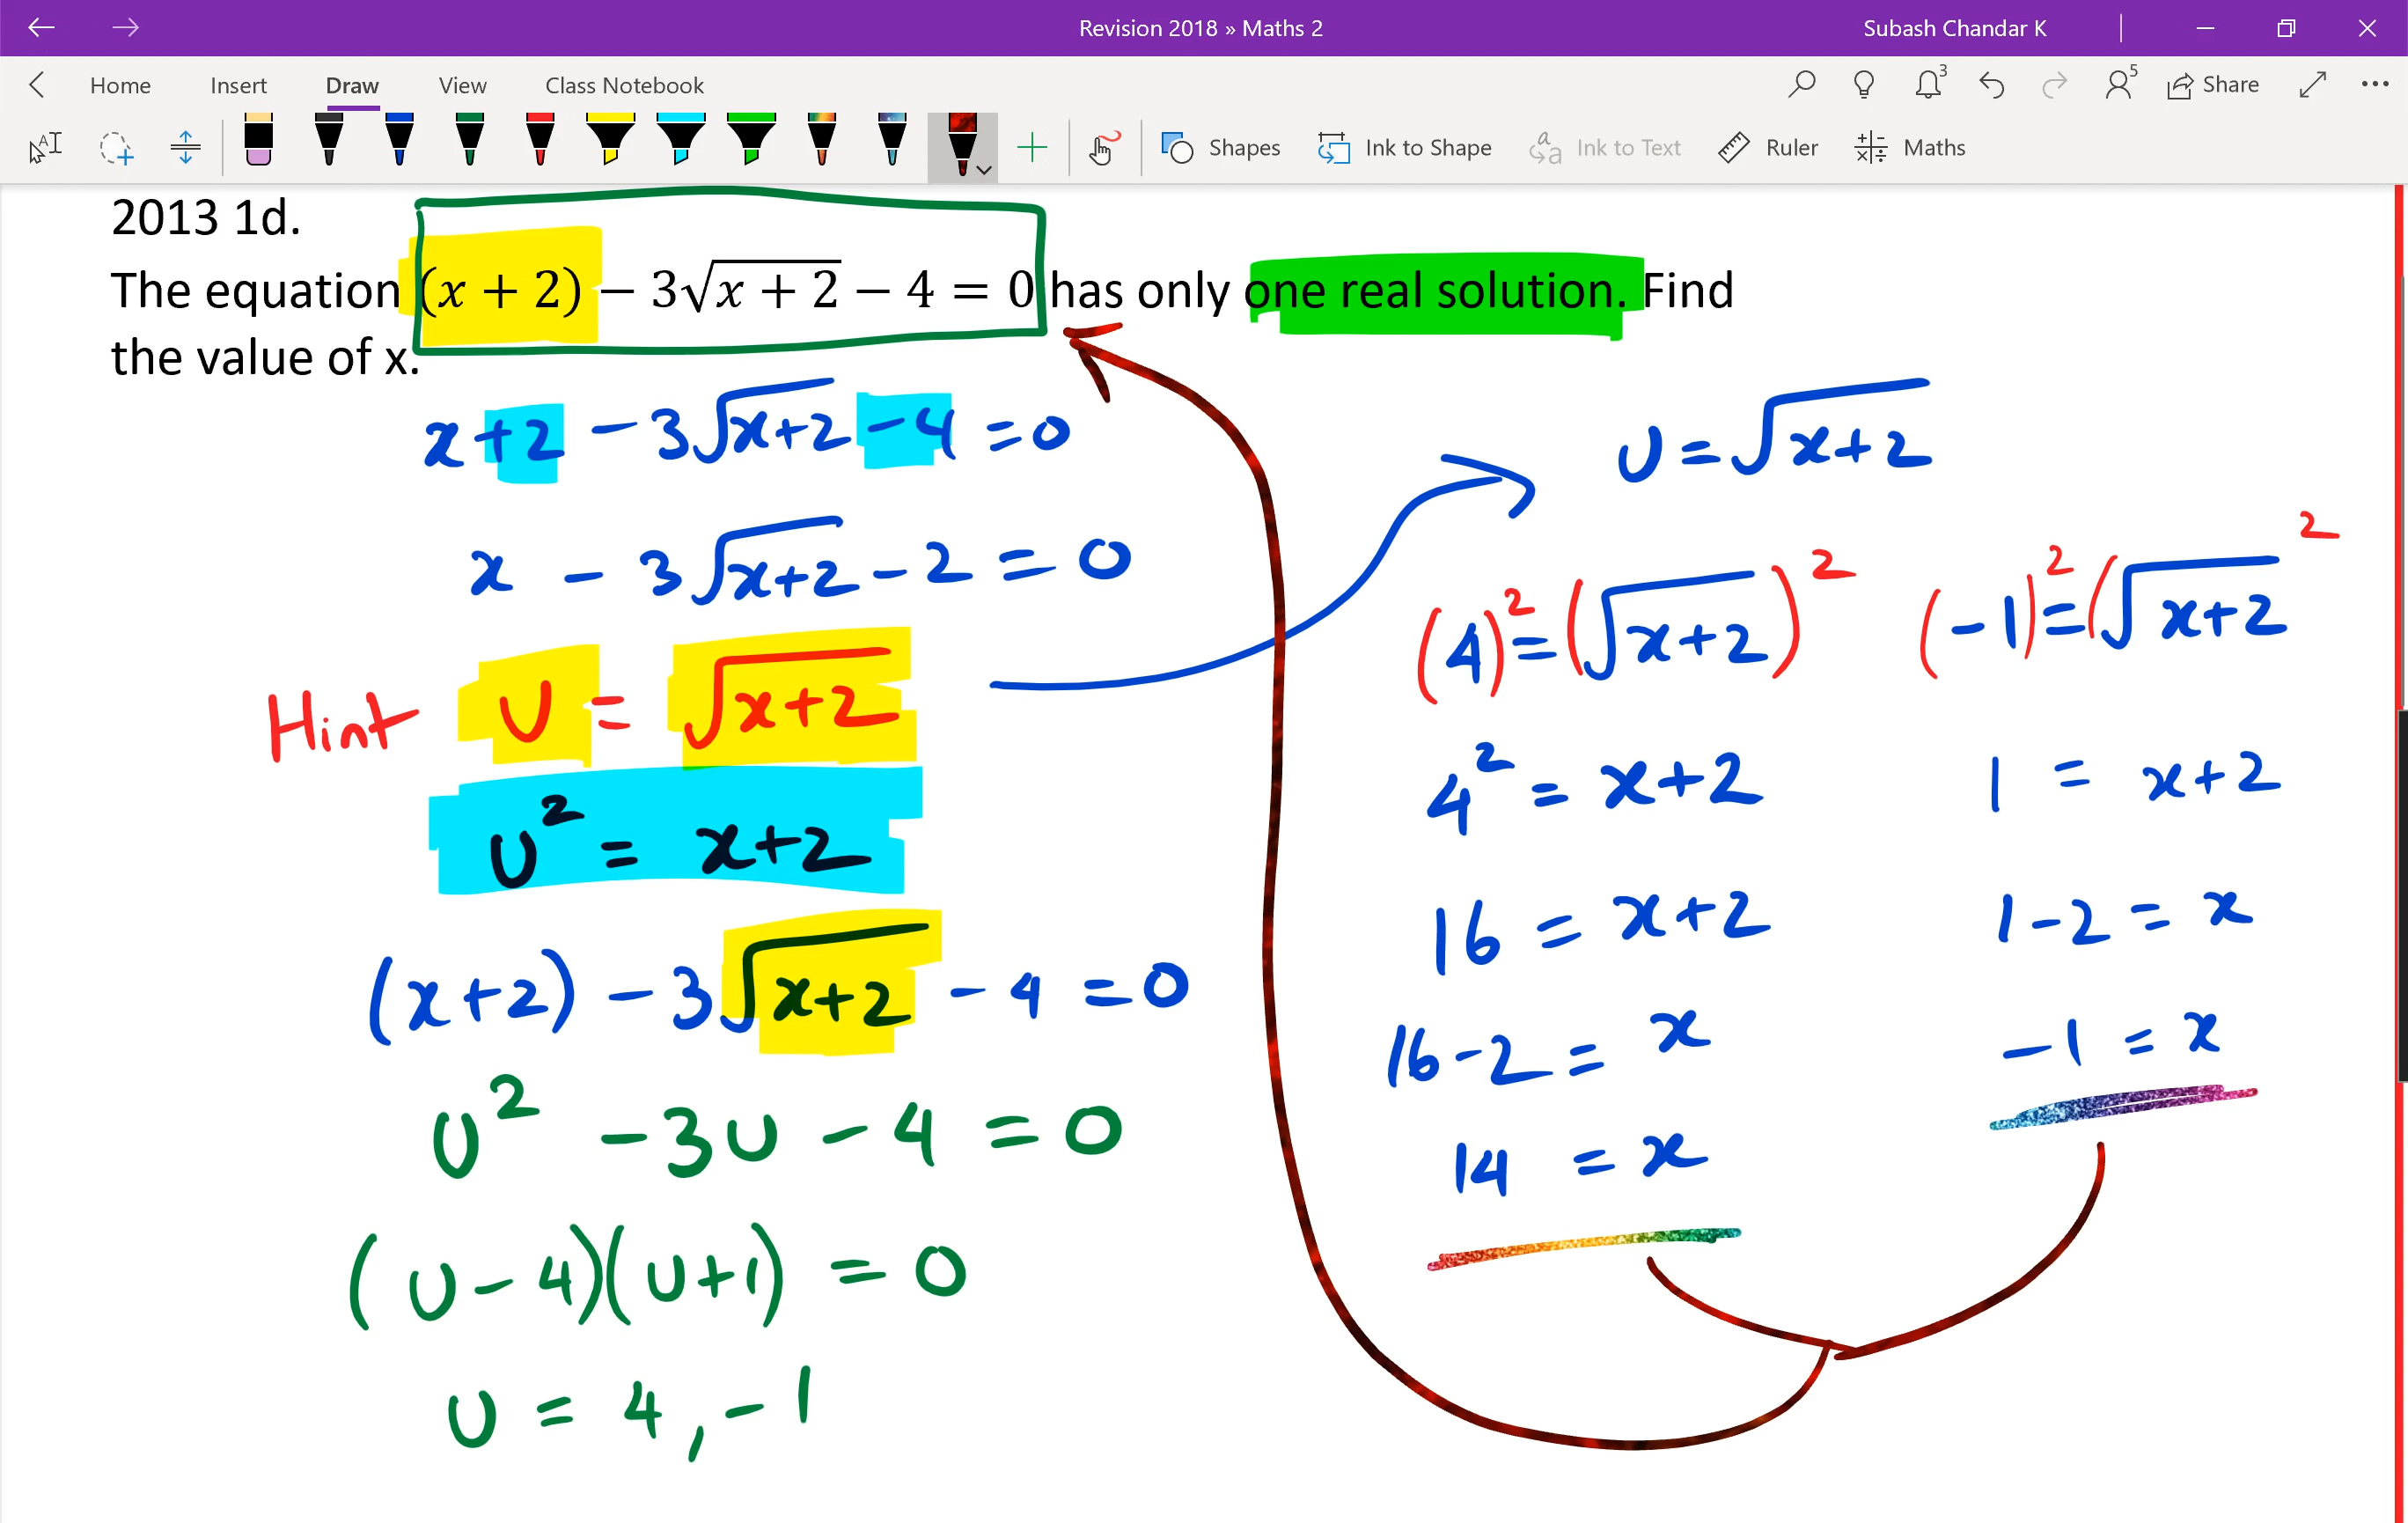 Revision 2018 » Maths 2
Subash Chandar K
Home Insert Draw View Class Notebook
3 5 Share
Shapes Ink to Shape Ink to Text Ruler Maths
2013 1d.
The equation (x + 2) − 3√(x + 2) − 4 = 0 has only one real solution. Find
the value of x.
x +2 − 3√(x+2) − 4 = 0
x − 3√(x+2) − 2 = 0
Hint U = √(x+2)
U² = x+2
(x+2) − 3√(x+2) − 4 = 0
U² − 3U − 4 = 0
(U − 4)(U + 1) = 0
U = 4, −1
U = √(x+2)
(4)² = (√(x+2))²
4² = x+2
16 = x+2
16 − 2 = x
14 = x
(−1)² = (√(x+2)²
1 = x+2
1 − 2 = x
−1 = x